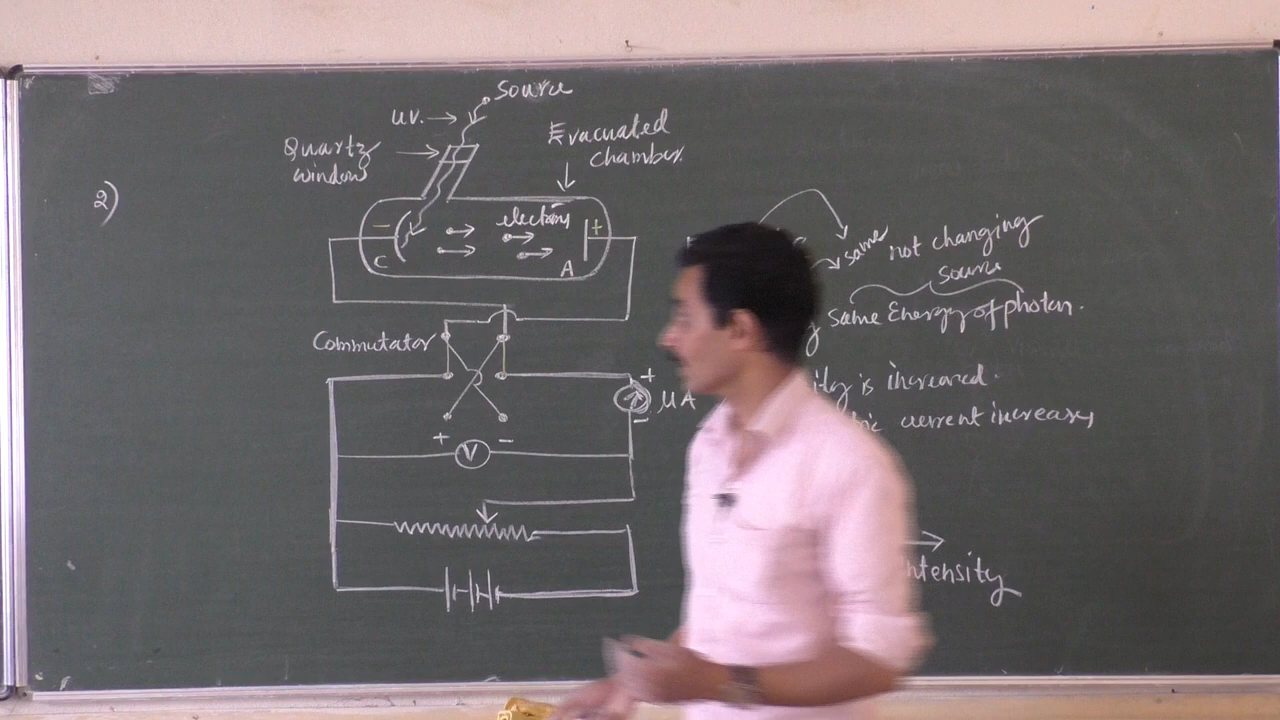 Source
UV.
Evacuated
chamber
Quartz
window
2)
electrons
−
+
C
A
same not changing
source
same Energy of photon.
Commutator
is increased.
current increases
+
μA
−
+
V
−
intensity